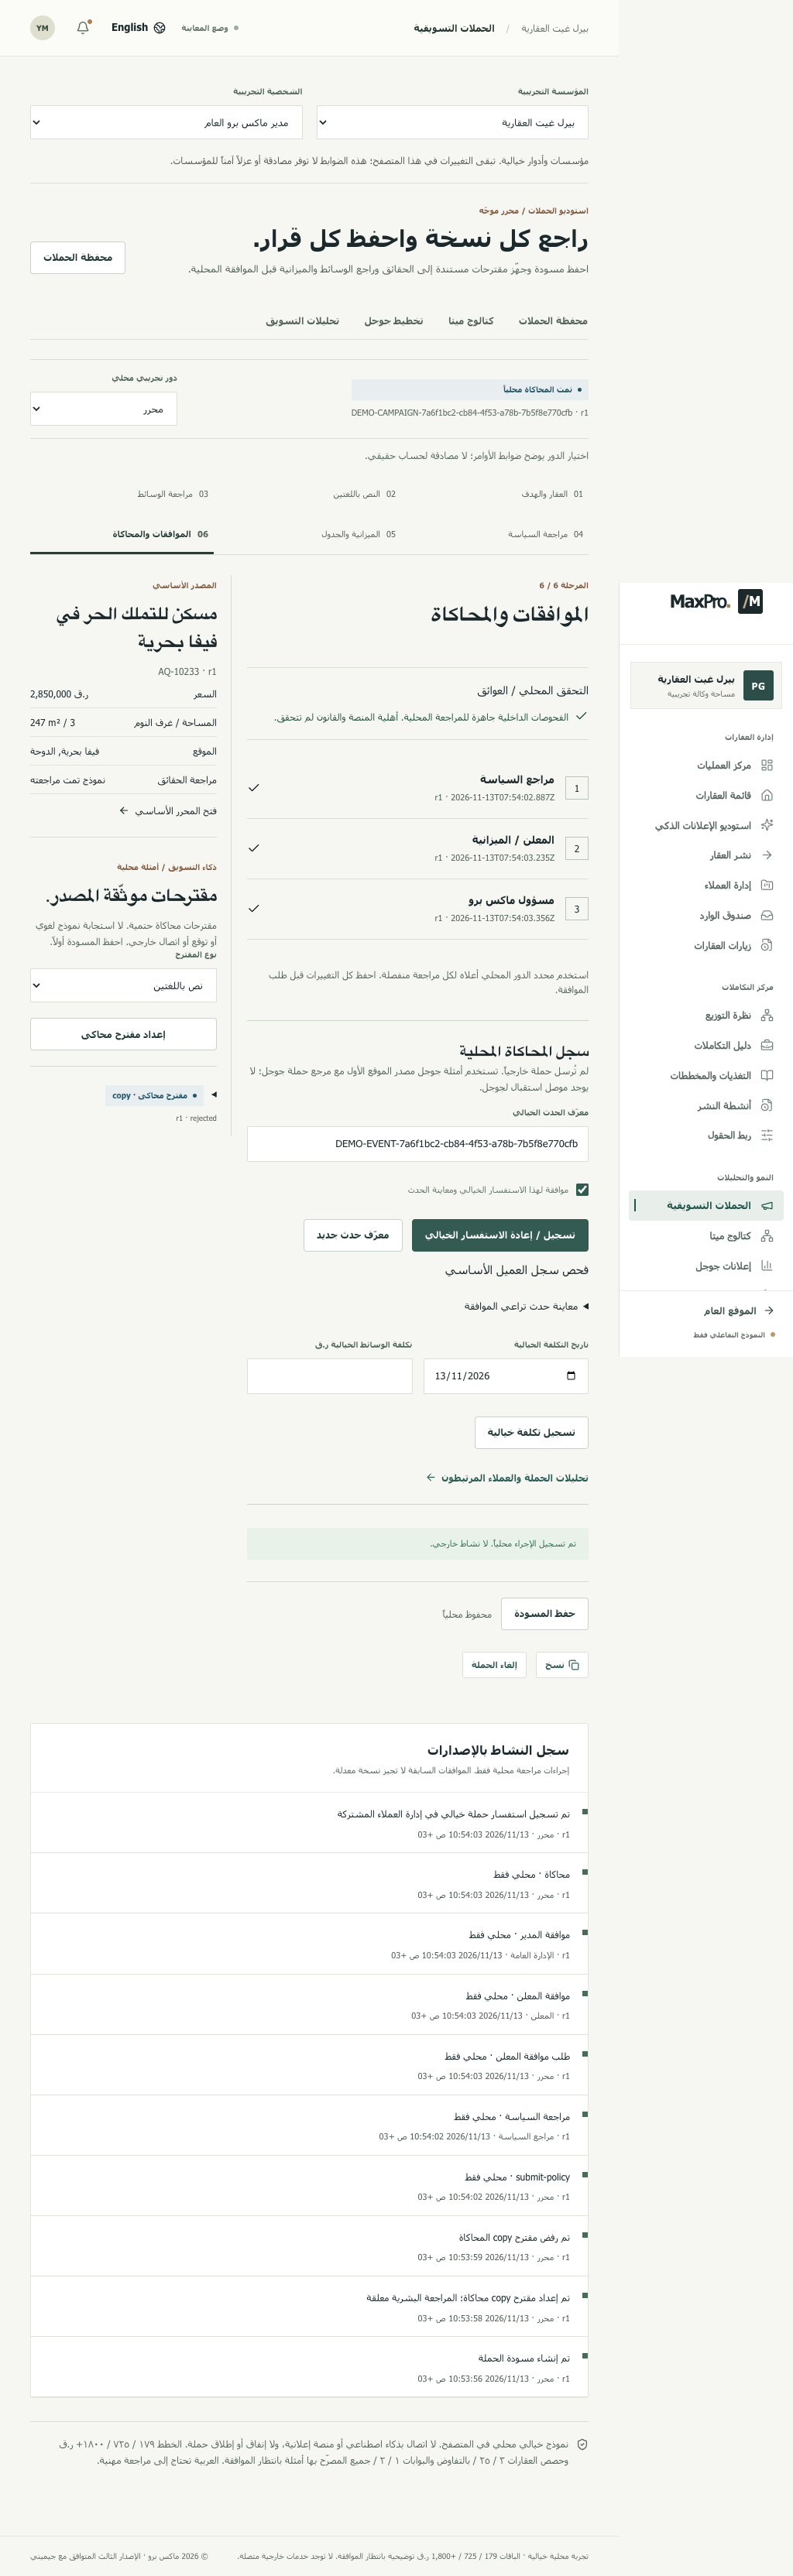 بيرل غيت العقارية / الحملات التسويقية
وضع المعاينة
English
YM
المؤسسة التجريبية
بيرل غيت العقارية
الشخصية التجريبية
مدير ماكس برو العام
مؤسسات وأدوار خيالية. تبقى التغييرات في هذا المتصفح؛ هذه الضوابط لا توفر مصادقة أو عزلاً آمناً للمؤسسات.
استوديو الحملات / محرر موجّه
راجع كل نسخة واحفظ كل قرار.
احفظ مسودة وجهّز مقترحات مستندة إلى الحقائق وراجع الوسائط والميزانية قبل الموافقة المحلية.
محفظة الحملات
محفظة الحملات
كتالوج ميتا
تخطيط جوجل
تحليلات التسويق
تمت المحاكاة محلياً
DEMO-CAMPAIGN-7a6f1bc2-cb84-4f53-a78b-7b5f8e770cfb · r1
دور تجريبي محلي
محرر
اختيار الدور يوضح ضوابط الأوامر؛ لا مصادقة لحساب حقيقي.
01 العقار والهدف
02 النص باللغتين
03 مراجعة الوسائط
04 مراجعة السياسة
05 الميزانية والجدول
06 الموافقات والمحاكاة
المرحلة 6 / 6
الموافقات والمحاكاة
التحقق المحلي / العوائق
الفحوصات الداخلية جاهزة للمراجعة المحلية. أهلية المنصة والقانون لم تتحقق.
1
مراجع السياسة
r1 · 2026-11-13T07:54:02.887Z
2
المعلن / الميزانية
r1 · 2026-11-13T07:54:03.235Z
3
مسؤول ماكس برو
r1 · 2026-11-13T07:54:03.356Z
استخدم محدد الدور المحلي أعلاه لكل مراجعة منفصلة. احفظ كل التغييرات قبل طلب
الموافقة.
سجل المحاكاة المحلية
لم تُرسل حملة خارجياً. تستخدم أمثلة جوجل مصدر الموقع الأول مع مرجع حملة جوجل؛ لا
يوجد موصل استقبال لجوجل.
معرّف الحدث الخيالي
DEMO-EVENT-7a6f1bc2-cb84-4f53-a78b-7b5f8e770cfb
موافقة لهذا الاستفسار الخيالي ومعاينة الحدث
تسجيل / إعادة الاستفسار الخيالي
معرّف حدث جديد
فحص سجل العميل الأساسي
معاينة حدث تراعي الموافقة
تاريخ التكلفة الخيالية
13/11/2026
تكلفة الوسائط الخيالية ر.ق
تسجيل تكلفة خيالية
تحليلات الحملة والعملاء المرتبطون
تم تسجيل الإجراء محلياً. لا نشاط خارجي.
حفظ المسودة
محفوظ محلياً
نسخ
إلغاء الحملة
المصدر الأساسي
مسكن للتملك الحر في
فيفا بحرية
AQ-10233 · r1
السعر
ر.ق 2,850,000
المساحة / غرف النوم
247 m² / 3
الموقع
فيفا بحرية, الدوحة
مراجعة الحقائق
نموذج تمت مراجعته
فتح المحرر الأساسي
ذكاء التسويق / أمثلة محلية
مقترحات موثّقة المصدر.
مقترحات محاكاة حتمية. لا استجابة نموذج لغوي
أو توقع أو اتصال خارجي. احفظ المسودة أولاً.
نوع المقترح
نص باللغتين
إعداد مقترح محاكى
مقترح محاكى · copy
r1 · rejected
سجل النشاط بالإصدارات
إجراءات مراجعة محلية فقط. الموافقات السابقة لا تجيز نسخة معدلة.
تم تسجيل استفسار حملة خيالي في إدارة العملاء المشتركة
r1 · محرر · 2026/11/13 10:54:03 ص +03
محاكاة · محلي فقط
r1 · محرر · 2026/11/13 10:54:03 ص +03
موافقة المدير · محلي فقط
r1 · الإدارة العامة · 2026/11/13 10:54:03 ص +03
موافقة المعلن · محلي فقط
r1 · المعلن · 2026/11/13 10:54:03 ص +03
طلب موافقة المعلن · محلي فقط
r1 · محرر · 2026/11/13 10:54:03 ص +03
مراجعة السياسة · محلي فقط
r1 · مراجع السياسة · 2026/11/13 10:54:02 ص +03
submit-policy · محلي فقط
r1 · محرر · 2026/11/13 10:54:02 ص +03
تم رفض مقترح copy المحاكاة
r1 · محرر · 2026/11/13 10:53:59 ص +03
تم إعداد مقترح copy محاكاة؛ المراجعة البشرية معلقة
r1 · محرر · 2026/11/13 10:53:58 ص +03
تم إنشاء مسودة الحملة
r1 · محرر · 2026/11/13 10:53:56 ص +03
نموذج خيالي محلي في المتصفح. لا اتصال بذكاء اصطناعي أو منصة إعلانية، ولا إنفاق أو إطلاق حملة. الخطط ١٧٩ / ٧٢٥ / ١٨٠٠+ ر.ق
وحصص العقارات ٣ / ٢٥ / بالتفاوض والبوابات ١ / ٢ / جميع المصرّح بها أمثلة بانتظار الموافقة. العربية تحتاج إلى مراجعة مهنية.
تجربة محلية خيالية · الباقات 179 / 725 / +1,800 ر.ق توضيحية بانتظار الموافقة. لا توجد خدمات خارجية متصلة.
© 2026 ماكس برو · الإصدار الثالث المتوافق مع جيميني
MaxPro. /M
PG
بيرل غيت العقارية
مساحة وكالة تجريبية
إدارة العقارات
مركز العمليات
قائمة العقارات
استوديو الإعلانات الذكي
نشر العقار
إدارة العملاء
صندوق الوارد
زيارات العقارات
مركز التكاملات
نظرة التوزيع
دليل التكاملات
التغذيات والمخططات
أنشطة النشر
ربط الحقول
النمو والتحليلات
الحملات التسويقية
كتالوج ميتا
إعلانات جوجل
الموقع العام
النموذج التفاعلي فقط